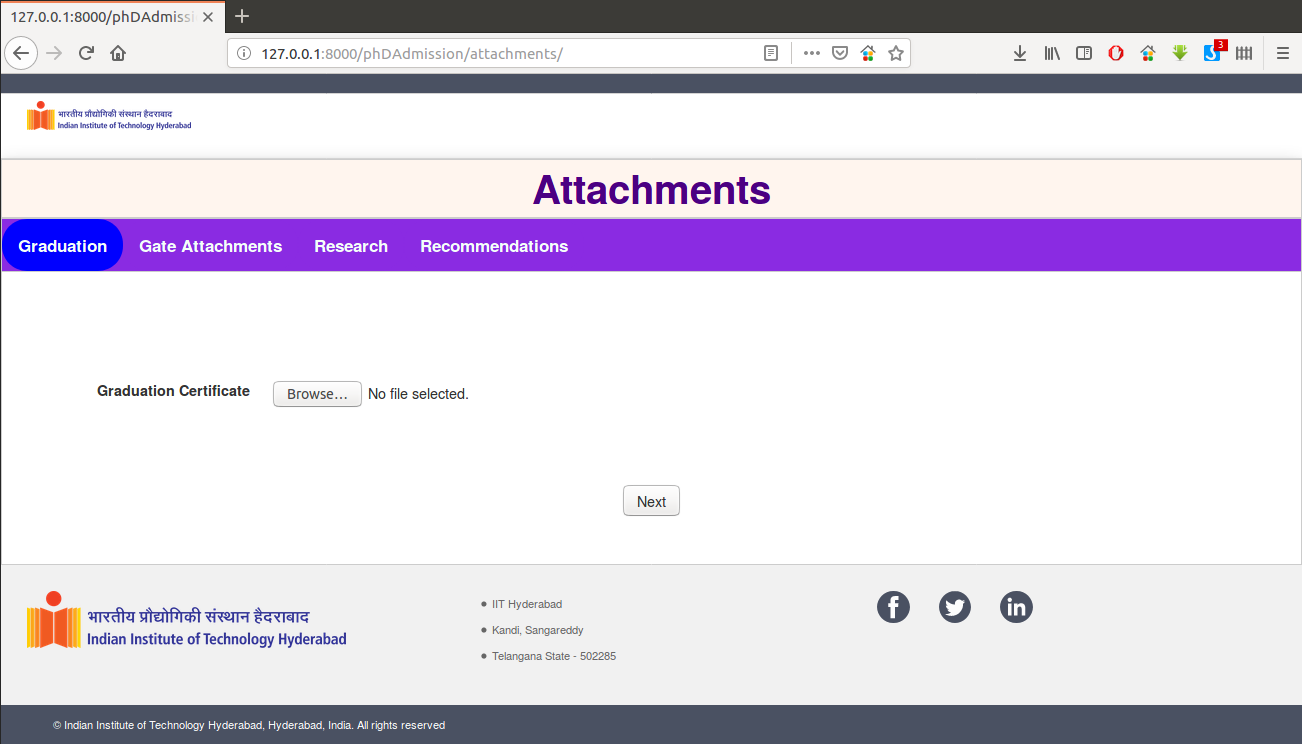 127.0.0.1:8000/phDAdmissi
127.0.0.1:8000/phDAdmission/attachments/
3
भारतीय प्रौद्योगिकी संस्थान हैदराबाद
Indian Institute of Technology Hyderabad
Attachments
Graduation Gate Attachments Research Recommendations
Graduation Certificate Browse... No file selected.
Next
भारतीय प्रौद्योगिकी संस्थान हैदराबाद
Indian Institute of Technology Hyderabad
IIT Hyderabad
Kandi, Sangareddy
Telangana State - 502285
© Indian Institute of Technology Hyderabad, Hyderabad, India. All rights reserved